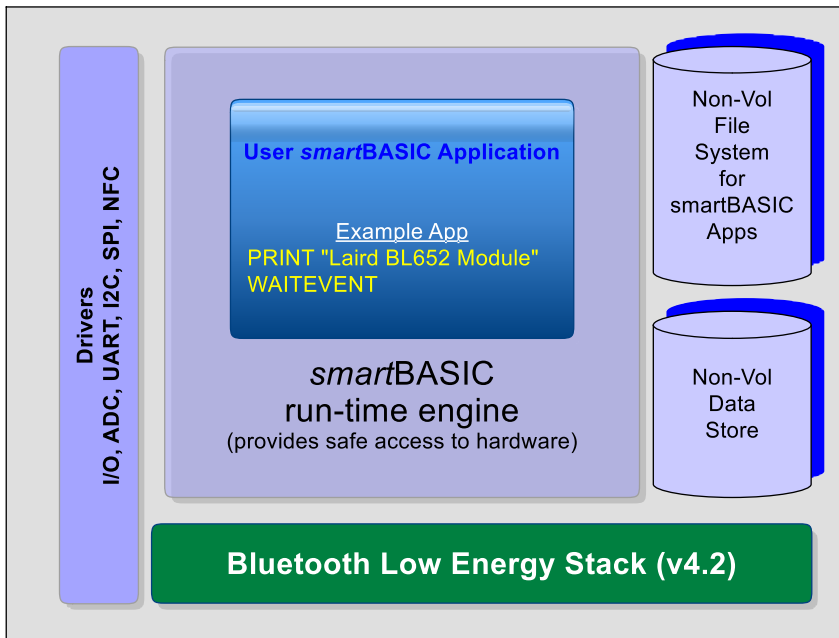 Drivers
I/O, ADC, UART, I2C, SPI, NFC
User smartBASIC Application
Example App
PRINT "Laird BL652 Module"
WAITEVENT
smartBASIC
run-time engine
(provides safe access to hardware)
Non-Vol
File
System
for
smartBASIC
Apps
Non-Vol
Data
Store
Bluetooth Low Energy Stack (v4.2)